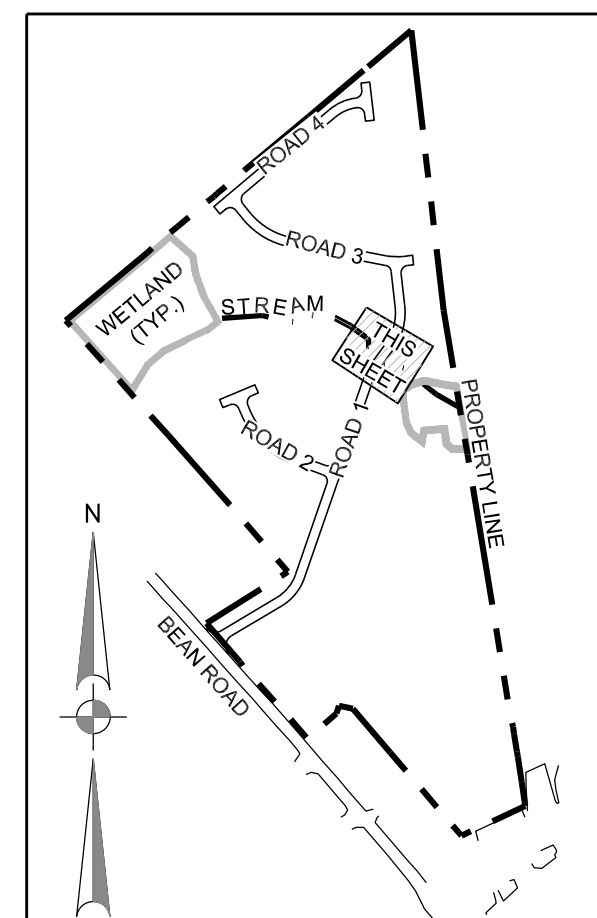 ROAD 4
ROAD 3
WETLAND
(TYP.)
STREAM
THIS
SHEET
ROAD 1
ROAD 2
PROPERTY LINE
N
BEAN ROAD